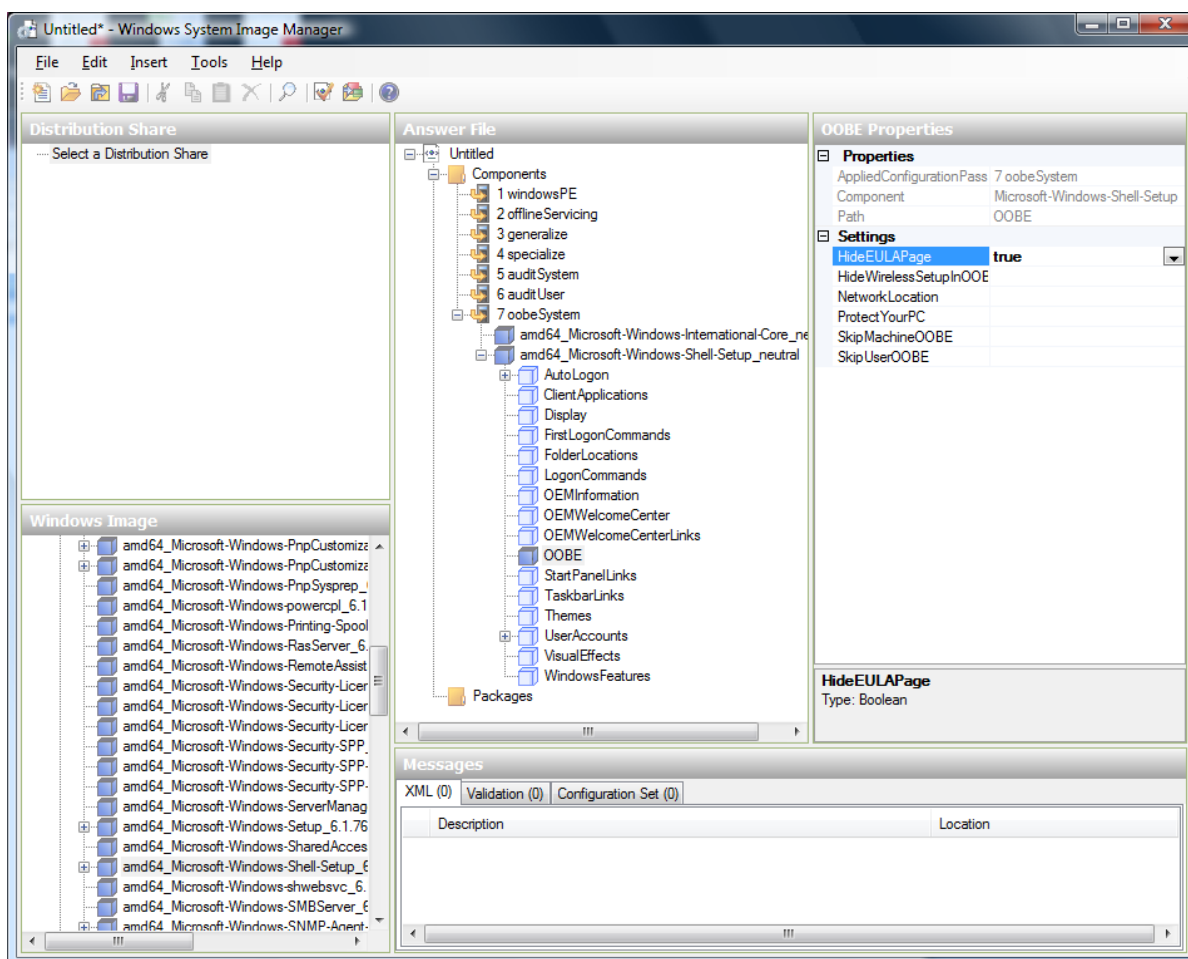 Untitled* - Windows System Image Manager
File Edit Insert Tools Help
Distribution Share
Select a Distribution Share
Windows Image
amd64_Microsoft-Windows-PnpCustomiza
amd64_Microsoft-Windows-PnpCustomiza
amd64_Microsoft-Windows-PnpSysprep_
amd64_Microsoft-Windows-powercpl_6.1
amd64_Microsoft-Windows-Printing-Spool
amd64_Microsoft-Windows-RasServer_6.
amd64_Microsoft-Windows-RemoteAssist
amd64_Microsoft-Windows-Security-Licer
amd64_Microsoft-Windows-Security-Licer
amd64_Microsoft-Windows-Security-Licer
amd64_Microsoft-Windows-Security-SPP_
amd64_Microsoft-Windows-Security-SPP-
amd64_Microsoft-Windows-Security-SPP-
amd64_Microsoft-Windows-ServerManag
amd64_Microsoft-Windows-Setup_6.1.76
amd64_Microsoft-Windows-SharedAcces
amd64_Microsoft-Windows-Shell-Setup_6
amd64_Microsoft-Windows-shwebsvc_6.
amd64_Microsoft-Windows-SMBServer_6
amd64_Microsoft-Windows-SNMP-Agent-
Answer File
Untitled
Components
1 windowsPE
2 offlineServicing
3 generalize
4 specialize
5 auditSystem
6 auditUser
7 oobeSystem
amd64_Microsoft-Windows-International-Core_ne
amd64_Microsoft-Windows-Shell-Setup_neutral
AutoLogon
ClientApplications
Display
FirstLogonCommands
FolderLocations
LogonCommands
OEMInformation
OEMWelcomeCenter
OEMWelcomeCenterLinks
OOBE
StartPanelLinks
TaskbarLinks
Themes
UserAccounts
VisualEffects
WindowsFeatures
Packages
OOBE Properties
Properties
AppliedConfigurationPass 7 oobeSystem
Component Microsoft-Windows-Shell-Setup
Path OOBE
Settings
HideEULAPage true
HideWirelessSetupInOOE
NetworkLocation
ProtectYourPC
SkipMachineOOBE
SkipUserOOBE
HideEULAPage
Type: Boolean
Messages
XML (0) Validation (0) Configuration Set (0)
Description Location